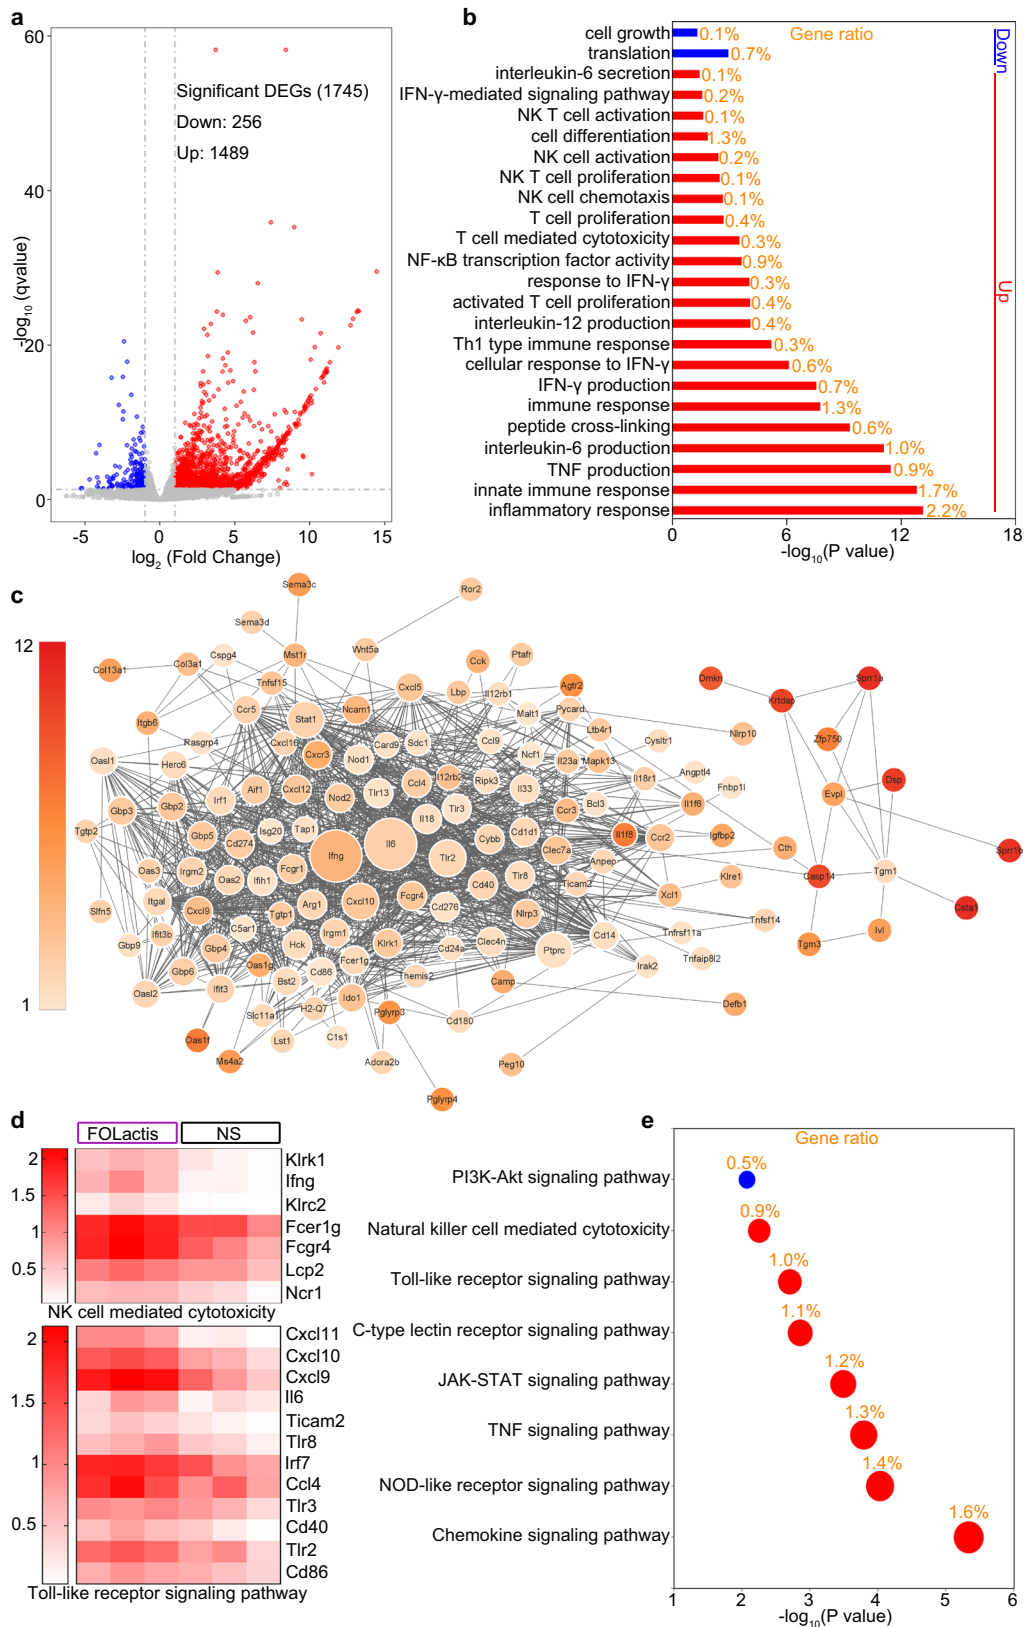 a
60
40
-20
0
-5
0
5
10
15
-log10 (qvalue)
log2 (Fold Change)
Significant DEGs (1745)
Down: 256
Up: 1489
b
Gene ratio
Down
Up
cell growth 0.1%
translation 0.7%
interleukin-6 secretion 0.1%
IFN-γ-mediated signaling pathway 0.2%
NK T cell activation 0.1%
cell differentiation 1.3%
NK cell activation 0.2%
NK T cell proliferation 0.1%
NK cell chemotaxis 0.1%
T cell proliferation 0.4%
T cell mediated cytotoxicity 0.3%
NF-κB transcription factor activity 0.9%
response to IFN-γ 0.3%
activated T cell proliferation 0.4%
interleukin-12 production 0.4%
Th1 type immune response 0.3%
cellular response to IFN-γ 0.6%
IFN-γ production 0.7%
immune response 1.3%
peptide cross-linking 0.6%
interleukin-6 production 1.0%
TNF production 0.9%
innate immune response 1.7%
inflammatory response 2.2%
0 6 12 18
-log10(P value)
c
12
1
Sema3c
Ror2
Sema3d
Cspg4
Mst1r
Wnt5a
Cck
Ptafr
Col13a1
Col3a1
Tnfsf15
Cxcl5
Lbp
Il12rb1
Agtr2
Dmkn
Sprr1a
Krtdap
Itgb6
Ccr5
Stat1
Ncam1
Malt1
Pycard
Ltb4r1
Nlrp10
Zfp750
Rasgrp4
Cxcl16
Cxcr3
Nod1
Card9
Sdc1
Ccl9
Ncf1
Cysltr1
Oasl1
Herc6
Il23a
Mapk13
Il18r1
Angptl4
Fnbp1l
Dsp
Evpl
Gbp3
Gbp2
Irf1
Aif1
Cxcl12
Nod2
Tlr13
Ccl4
Il12rb2
Ripk3
Il33
Bcl3
Il1f6
Tgtp2
Gbp5
Cd274
Isg20
Tap1
Il18
Tlr3
Cybb
Cd1d1
Ccr3
Il1f8
Ccr2
Igfbp2
Cth
Sprr1b
Ifng
Il6
Tlr2
Clec7a
Anpep
Oas3
Irgm2
Oas2
Ifih1
Fcgr1
Cd40
Tlr8
Ticam2
Klre1
Casp14
Tgm1
Slfn5
Itgal
Cxcl9
Tgtp1
Arg1
Cxcl10
Fcgr4
Cd276
Nlrp3
Xcl1
Tnfsf14
Csta1
Gbp9
Ifit3b
C5ar1
Gbp4
Hck
Irgm1
Klrk1
Cd24a
Clec4n
Ptprc
Cd14
Tnfrsf11a
Tnfaip8l2
Tgm3
Ivl
Gbp6
Oas1g
Cd86
Fcer1g
Themis2
Irak2
Oasl2
Ifit3
Bst2
Ido1
Camp
Defb1
Slc11a1
H2-Q7
Pglyrp3
Cd180
Oas1f
Lst1
C1s1
Ms4a2
Adora2b
Peg10
Pglyrp4
d
FOLactis NS
2
1.5
1
0.5
Klrk1
Ifng
Klrc2
Fcer1g
Fcgr4
Lcp2
Ncr1
NK cell mediated cytotoxicity
2
1.5
1
0.5
Cxcl11
Cxcl10
Cxcl9
Il6
Ticam2
Tlr8
Irf7
Ccl4
Tlr3
Cd40
Tlr2
Cd86
Toll-like receptor signaling pathway
e
Gene ratio
PI3K-Akt signaling pathway 0.5%
Natural killer cell mediated cytotoxicity 0.9%
Toll-like receptor signaling pathway 1.0%
C-type lectin receptor signaling pathway 1.1%
JAK-STAT signaling pathway 1.2%
TNF signaling pathway 1.3%
NOD-like receptor signaling pathway 1.4%
Chemokine signaling pathway 1.6%
1 2 3 4 5 6
-log10(P value)